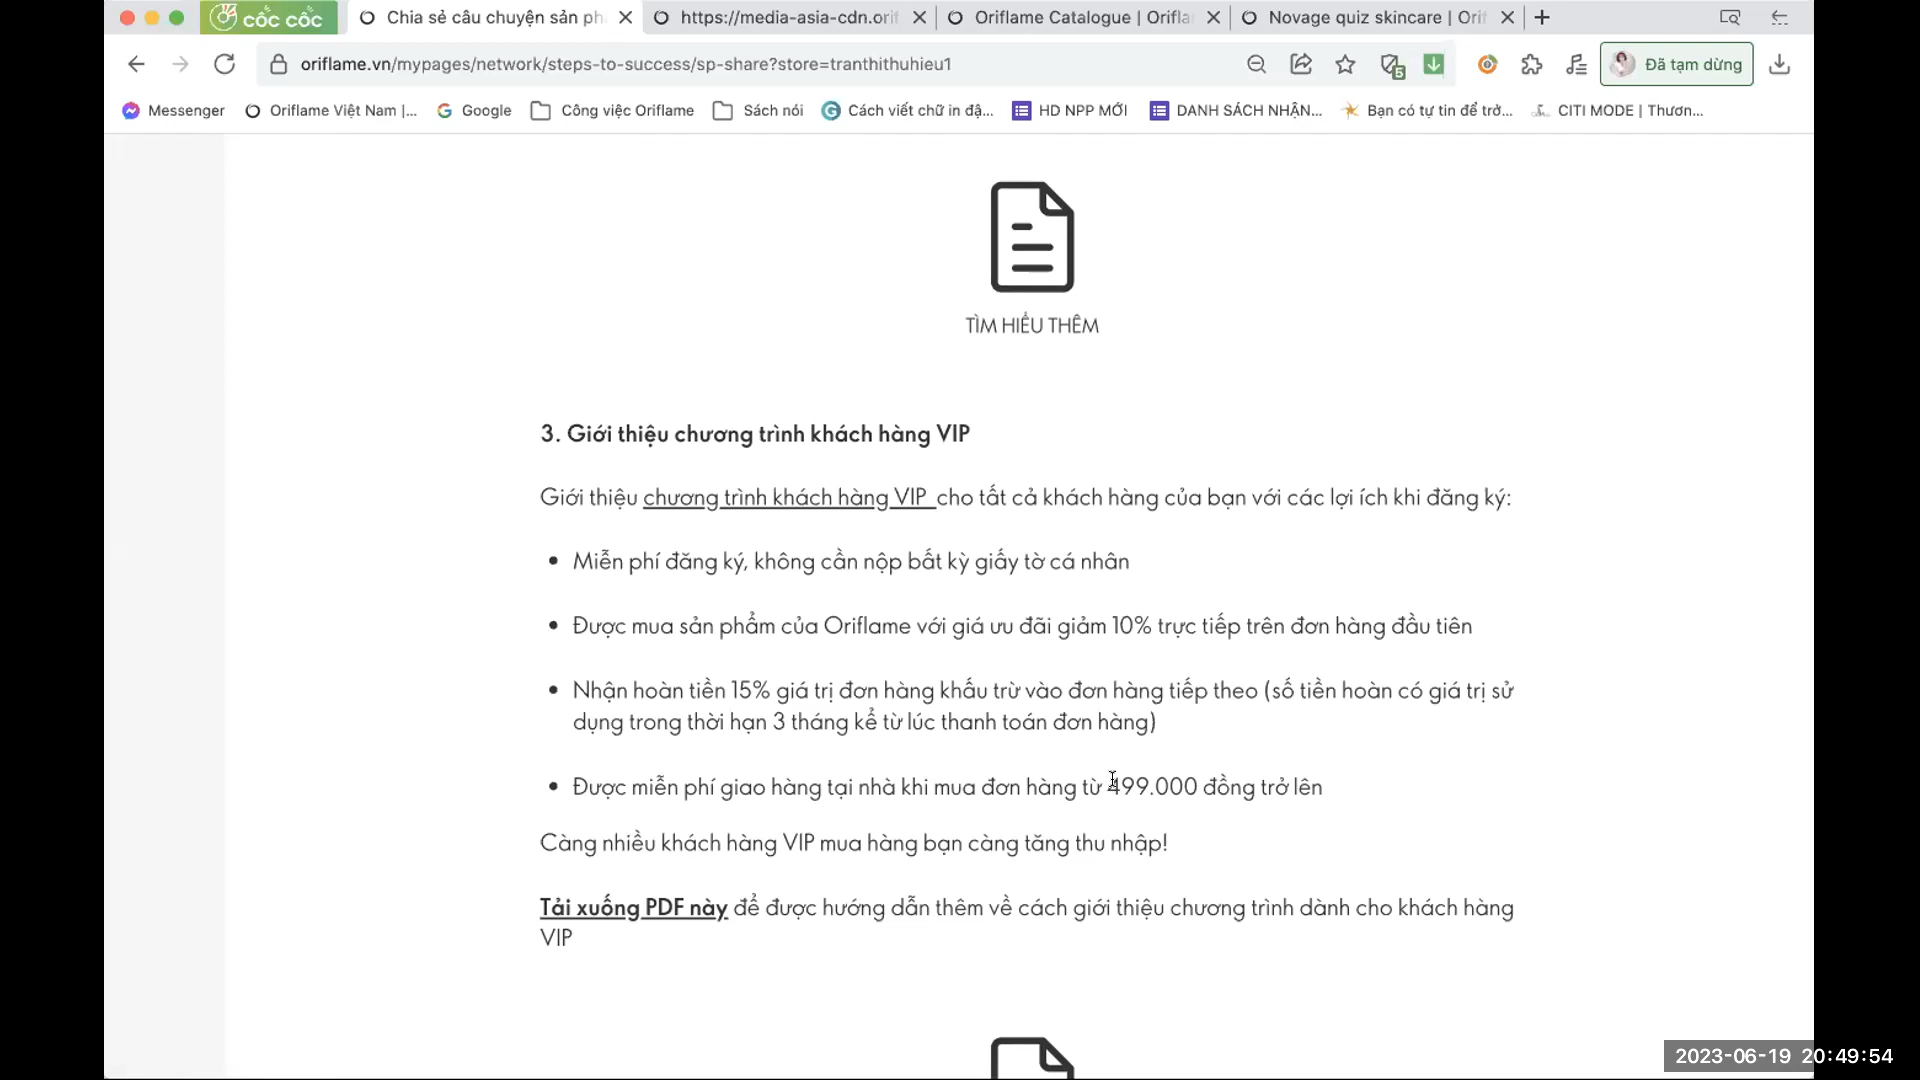 cốc cốc
Chia sẻ câu chuyện sản ph
https://media-asia-cdn.orif
Oriflame Catalogue | Orifla
Novage quiz skincare | Orif
oriflame.vn/mypages/network/steps-to-success/sp-share?store=tranthithuhieu1
5
Đã tạm dừng
Messenger
Oriflame Việt Nam |...
Google
Công việc Oriflame
Sách nói
Cách viết chữ in đậ...
HD NPP MỚI
DANH SÁCH NHẬN...
Bạn có tự tin để trở...
CITI MODE | Thươn...
TÌM HIỂU THÊM
3. Giới thiệu chương trình khách hàng VIP
Giới thiệu chương trình khách hàng VIP cho tất cả khách hàng của bạn với các lợi ích khi đăng ký:
• Miễn phí đăng ký, không cần nộp bất kỳ giấy tờ cá nhân
• Được mua sản phẩm của Oriflame với giá ưu đãi giảm 10% trực tiếp trên đơn hàng đầu tiên
• Nhận hoàn tiền 15% giá trị đơn hàng khấu trừ vào đơn hàng tiếp theo (số tiền hoàn có giá trị sử
dụng trong thời hạn 3 tháng kể từ lúc thanh toán đơn hàng)
• Được miễn phí giao hàng tại nhà khi mua đơn hàng từ 499.000 đồng trở lên
Càng nhiều khách hàng VIP mua hàng bạn càng tăng thu nhập!
Tải xuống PDF này để được hướng dẫn thêm về cách giới thiệu chương trình dành cho khách hàng
VIP
2023-06-19 20:49:54